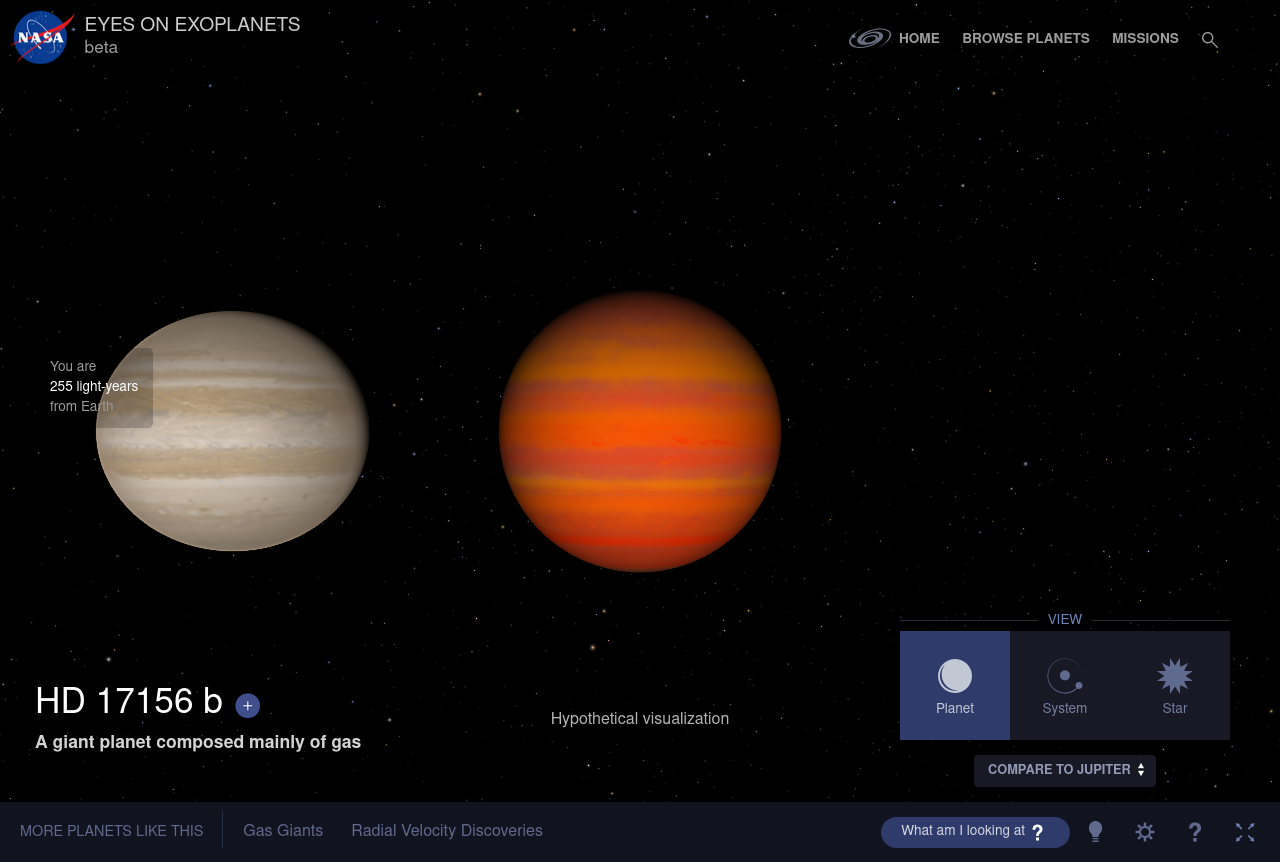 NASA
EYES ON EXOPLANETS
beta
HOME
BROWSE PLANETS
MISSIONS
You are
255 light-years
from Earth
VIEW
Planet
System
Star
HD 17156 b +
A giant planet composed mainly of gas
Hypothetical visualization
COMPARE TO JUPITER
MORE PLANETS LIKE THIS
Gas Giants
Radial Velocity Discoveries
What am I looking at ?
?